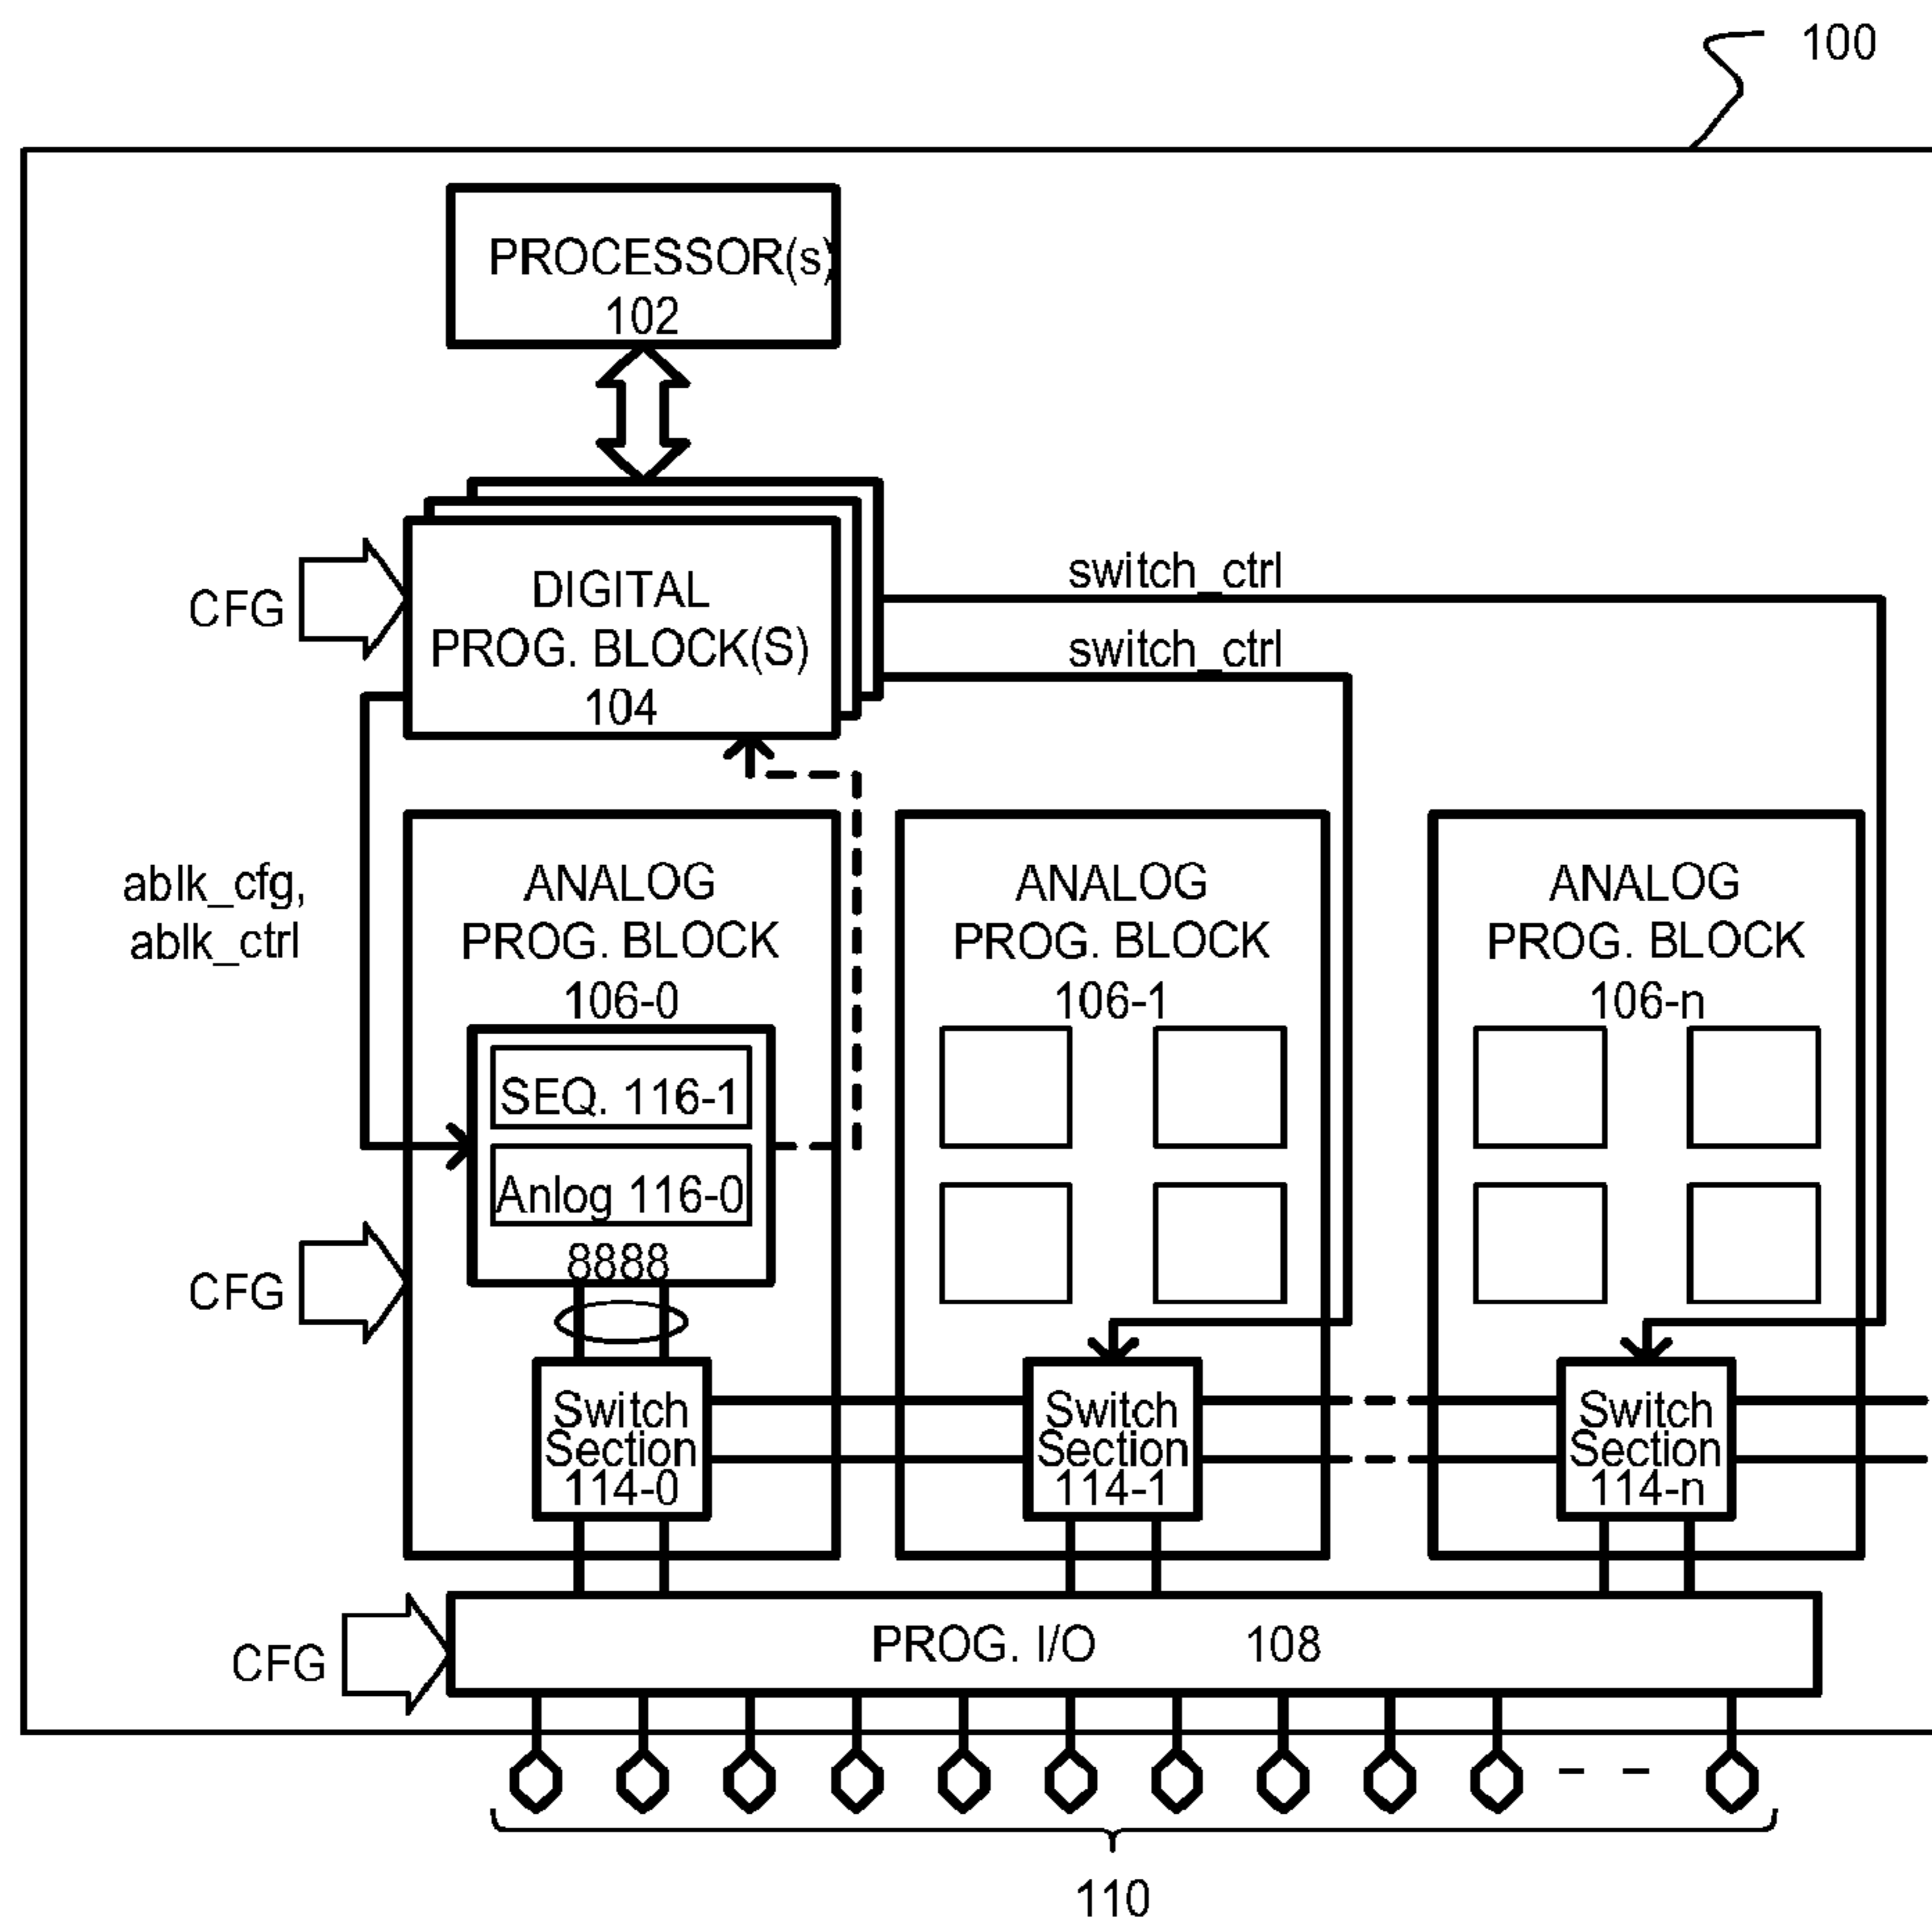 100
PROCESSOR(s)
102
CFG
DIGITAL
PROG. BLOCK(S)
104
switch_ctrl
switch_ctrl
ablk_cfg,
ablk_ctrl
ANALOG
PROG. BLOCK
106-0
SEQ. 116-1
Anlog 116-0
8888
CFG
Switch
Section
114-0
ANALOG
PROG. BLOCK
106-1
Switch
Section
114-1
ANALOG
PROG. BLOCK
106-n
Switch
Section
114-n
CFG
PROG. I/O 108
110